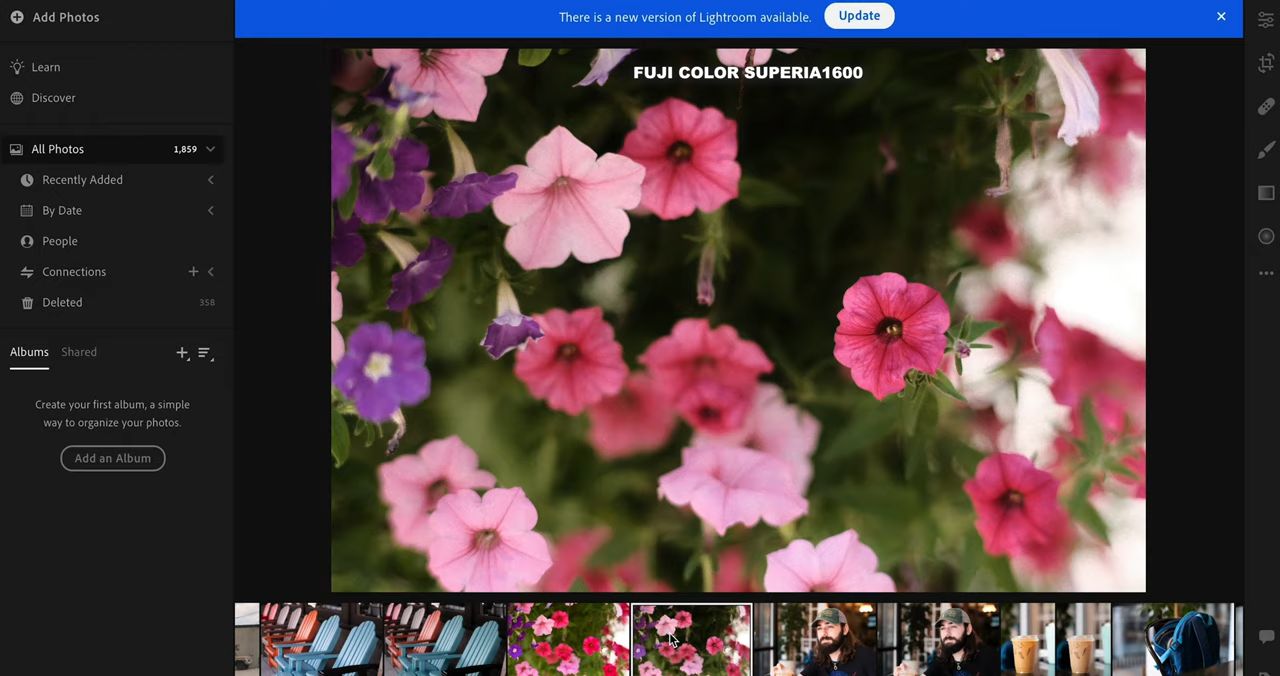 Add Photos
There is a new version of Lightroom available.
Update
Learn
Discover
All Photos
1,859
Recently Added
By Date
People
Connections
Deleted
358
Albums
Shared
Create your first album, a simple
way to organize your photos.
Add an Album
FUJI COLOR SUPERIA1600